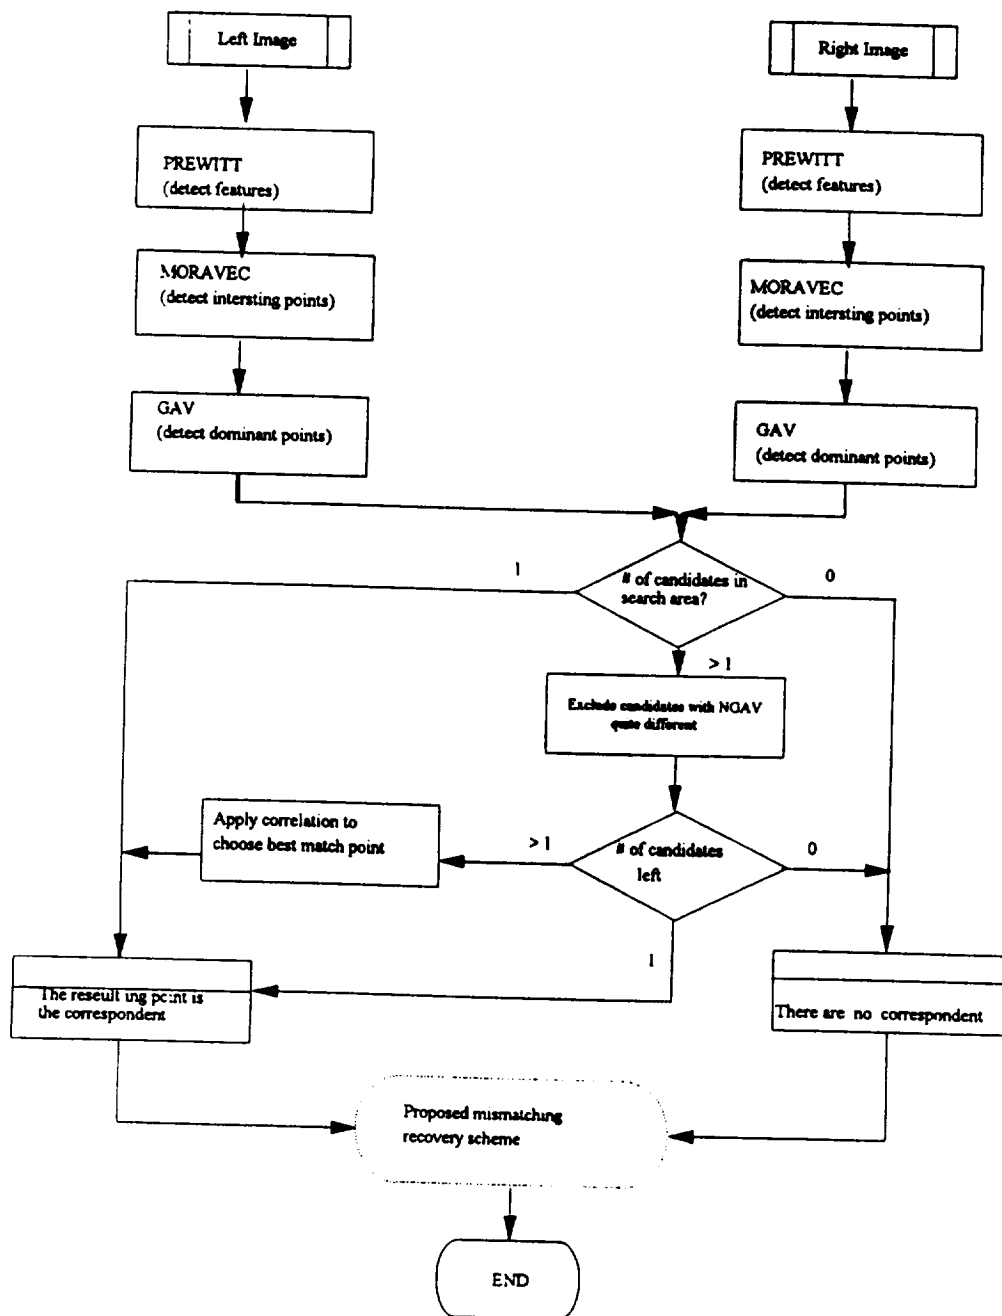 Left Image
Right Image
PREWITT
(detect features)
PREWITT
(detect features)
MORAVEC
(detect intersting points)
MORAVEC
(detect intersting points)
GAV
(detect dominant points)
GAV
(detect dominant points)
1
# of candidates in
search area?
0
> 1
Exclude candidates with NGAV
quite different
Apply correlation to
choose best match point
> 1
# of candidates
left
0
1
The reseulting point is
the correspondent
There are no correspondent
Proposed mismatching
recovery scheme
END